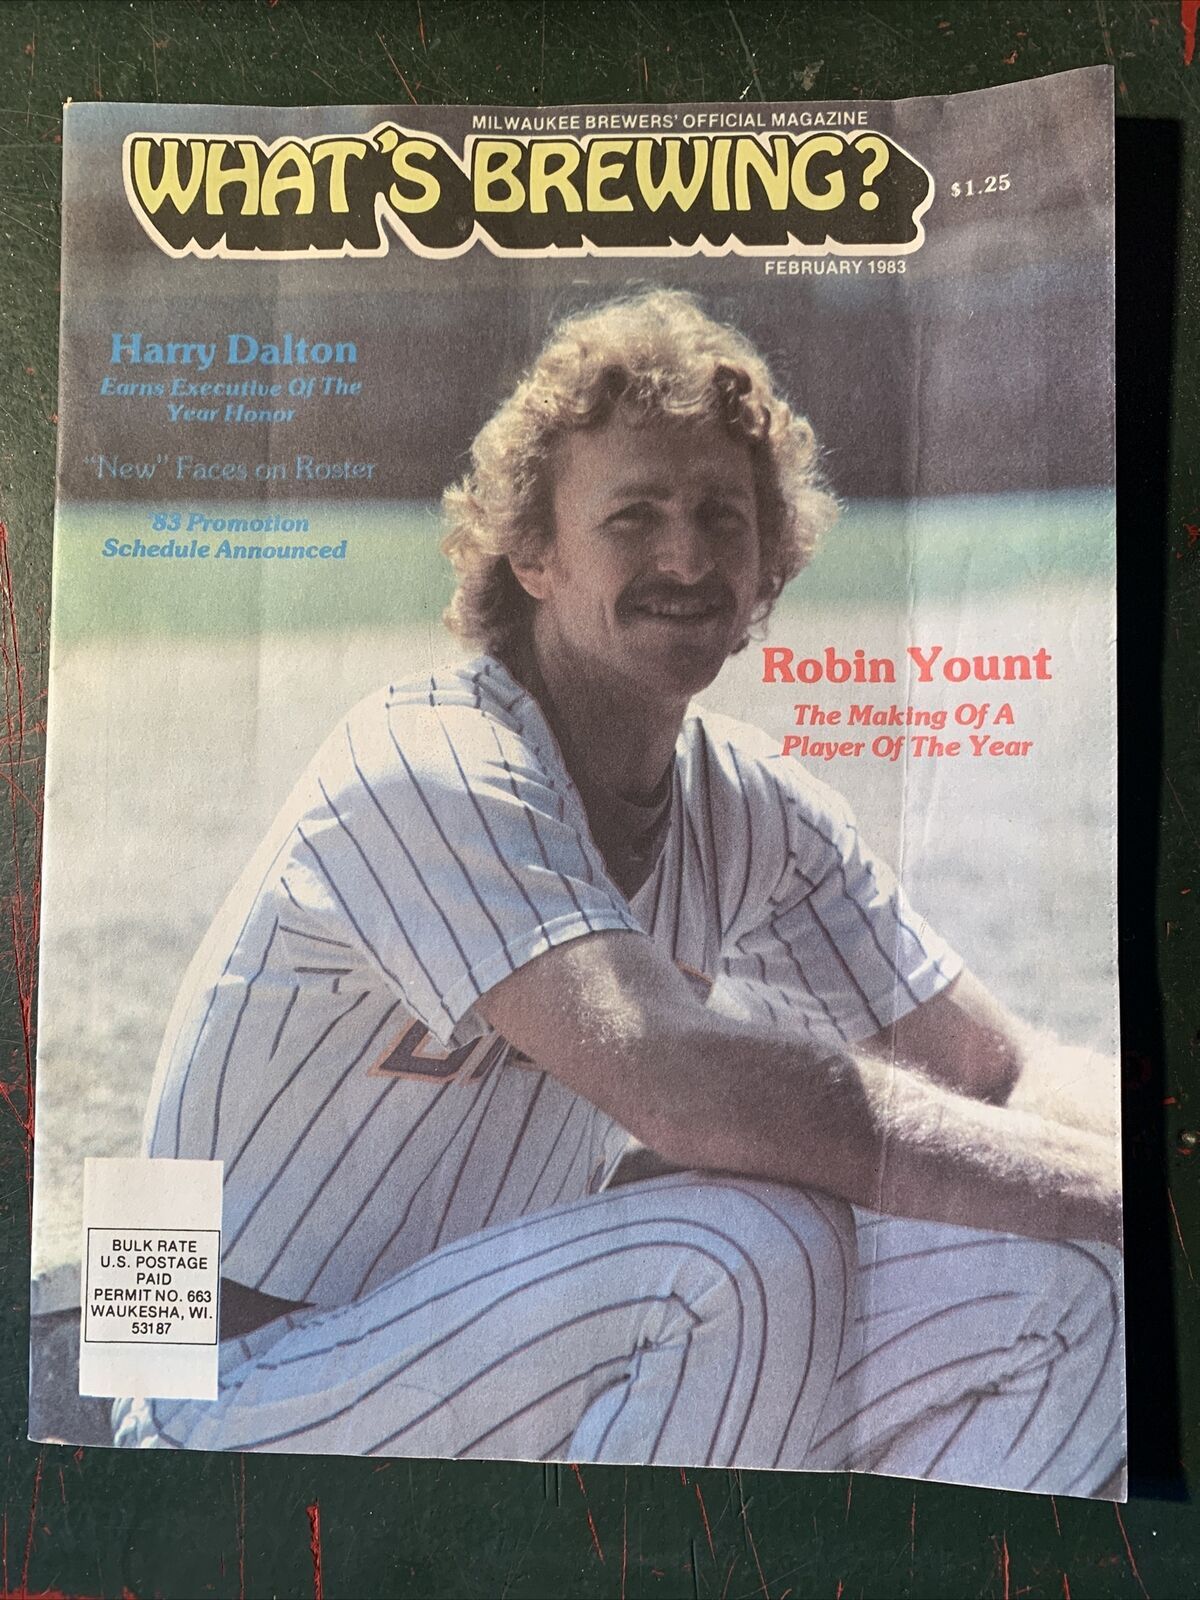 MILWAUKEE BREWERS' OFFICIAL MAGAZINE
WHAT'S BREWING?
$1.25
FEBRUARY 1983
Harry Dalton
Earns Executive Of The
Year Honor
"New" Faces on Roster
'83 Promotion
Schedule Announced
Robin Yount
The Making Of A
Player Of The Year
BULK RATE
U.S. POSTAGE
PAID
PERMIT NO. 663
WAUKESHA, WI.
53187